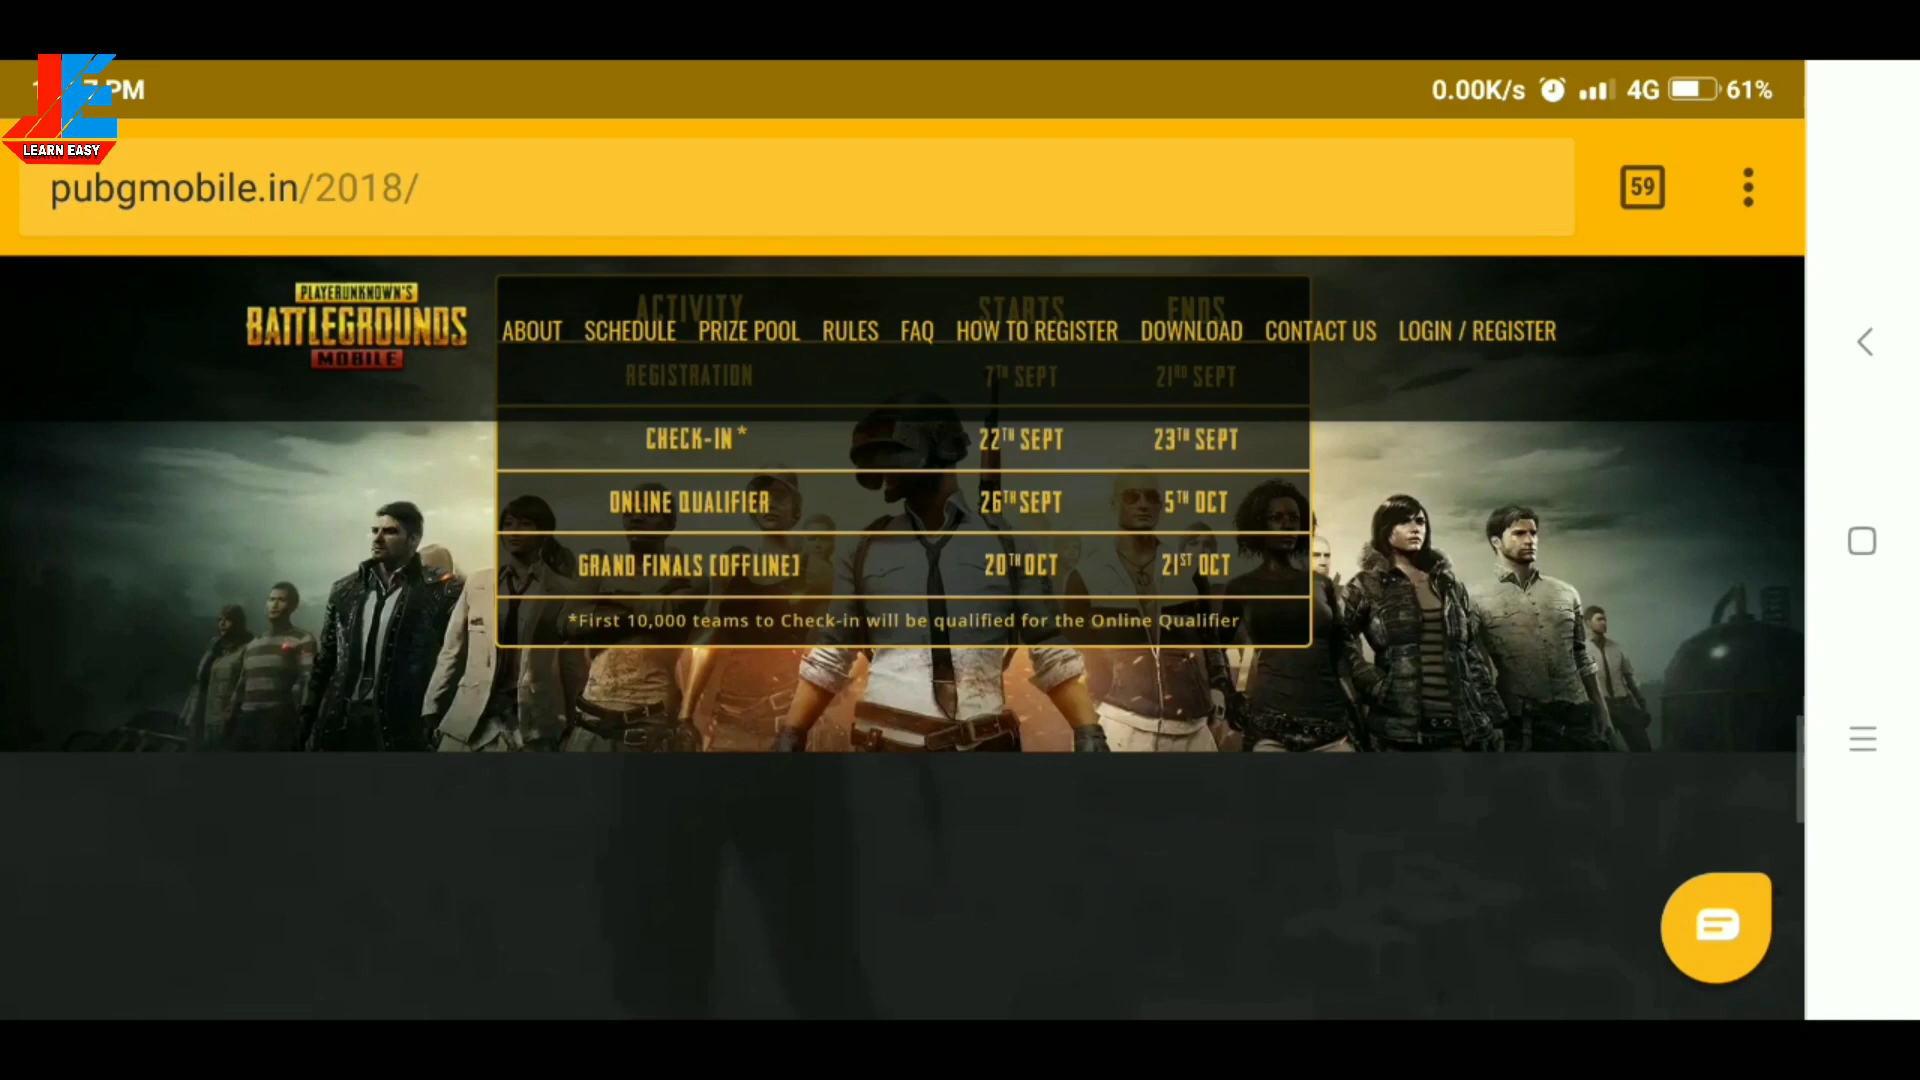 PM
0.00K/s 4G 61%
LEARN EASY
pubgmobile.in/2018/
59
PLAYERUNKNOWN'S
BATTLEGROUNDS
MOBILE
ACTIVITY STARTS ENDS
ABOUT SCHEDULE PRIZE POOL RULES FAQ HOW TO REGISTER DOWNLOAD CONTACT US LOGIN / REGISTER
REGISTRATION 7TH SEPT 21RD SEPT
CHECK-IN* 22TH SEPT 23TH SEPT
ONLINE QUALIFIER 26TH SEPT 5TH OCT
GRAND FINALS [OFFLINE] 20TH OCT 21ST OCT
*First 10,000 teams to Check-in will be qualified for the Online Qualifier